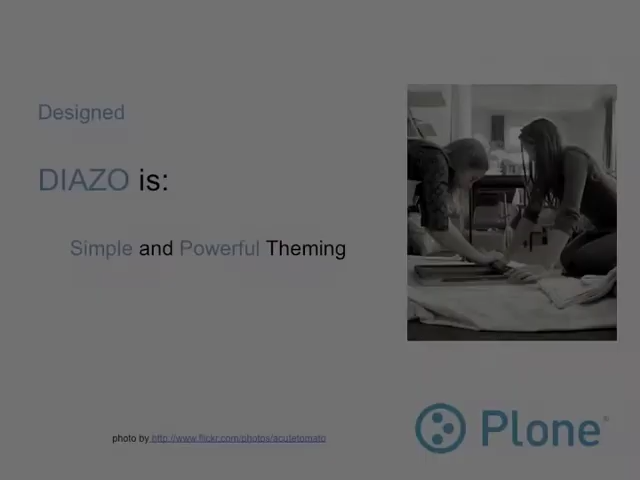 Designed
DIAZO is:
Simple and Powerful Theming
photo by http://www.flickr.com/photos/acutetomato
Plone®